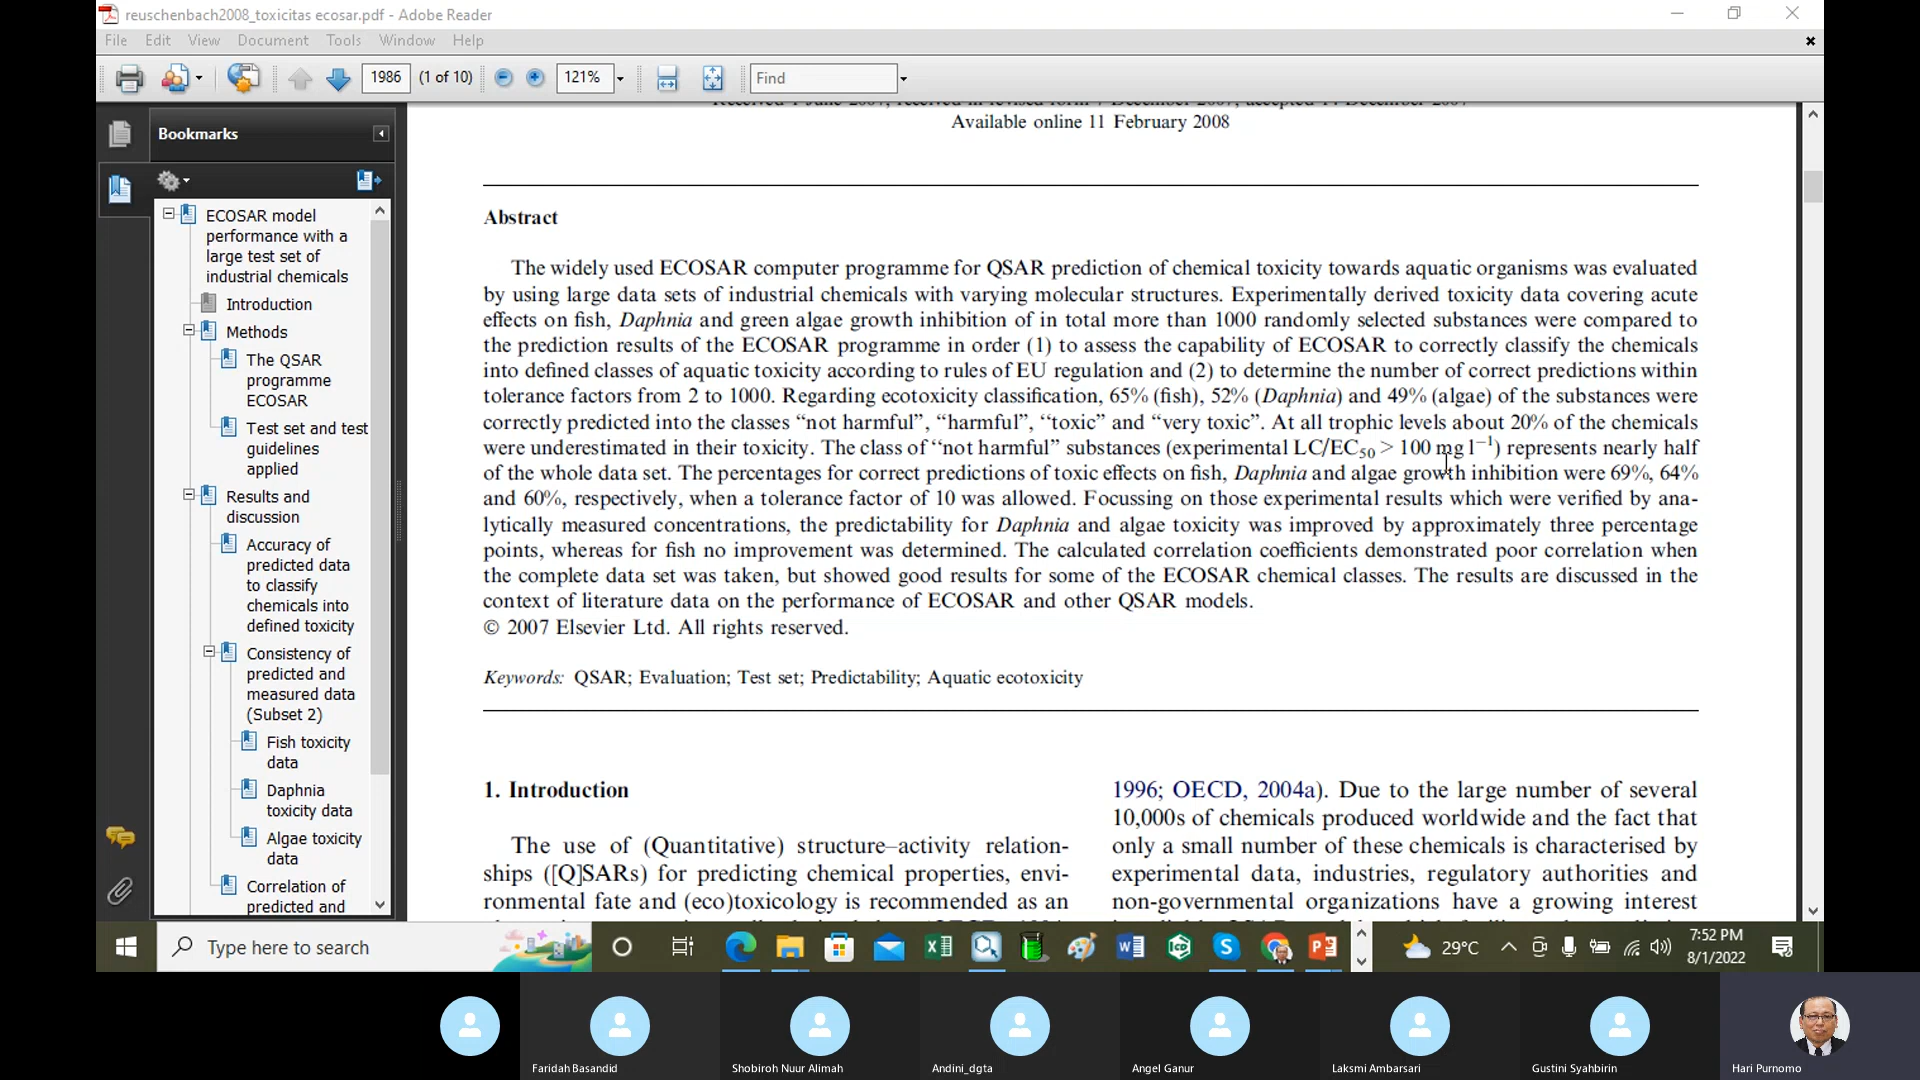 reuschenbach2008_toxicitas ecosar.pdf - Adobe Reader
File Edit View Document Tools Window Help
1986 (1 of 10) 121% Find
Bookmarks
ECOSAR model
performance with a
large test set of
industrial chemicals
Introduction
Methods
The QSAR
programme
ECOSAR
Test set and test
guidelines
applied
Results and
discussion
Accuracy of
predicted data
to classify
chemicals into
defined toxicity
Consistency of
predicted and
measured data
(Subset 2)
Fish toxicity
data
Daphnia
toxicity data
Algae toxicity
data
Correlation of
predicted and
Available online 11 February 2008
Abstract
The widely used ECOSAR computer programme for QSAR prediction of chemical toxicity towards aquatic organisms was evaluated
by using large data sets of industrial chemicals with varying molecular structures. Experimentally derived toxicity data covering acute
effects on fish, Daphnia and green algae growth inhibition of in total more than 1000 randomly selected substances were compared to
the prediction results of the ECOSAR programme in order (1) to assess the capability of ECOSAR to correctly classify the chemicals
into defined classes of aquatic toxicity according to rules of EU regulation and (2) to determine the number of correct predictions within
tolerance factors from 2 to 1000. Regarding ecotoxicity classification, 65% (fish), 52% (Daphnia) and 49% (algae) of the substances were
correctly predicted into the classes “not harmful”, “harmful”, ‘‘toxic” and “very toxic”. At all trophic levels about 20% of the chemicals
were underestimated in their toxicity. The class of ‘‘not harmful” substances (experimental LC/EC50 > 100 mg l−1) represents nearly half
of the whole data set. The percentages for correct predictions of toxic effects on fish, Daphnia and algae growth inhibition were 69%, 64%
and 60%, respectively, when a tolerance factor of 10 was allowed. Focussing on those experimental results which were verified by ana-
lytically measured concentrations, the predictability for Daphnia and algae toxicity was improved by approximately three percentage
points, whereas for fish no improvement was determined. The calculated correlation coefficients demonstrated poor correlation when
the complete data set was taken, but showed good results for some of the ECOSAR chemical classes. The results are discussed in the
context of literature data on the performance of ECOSAR and other QSAR models.
© 2007 Elsevier Ltd. All rights reserved.
Keywords: QSAR; Evaluation; Test set; Predictability; Aquatic ecotoxicity
1. Introduction
The use of (Quantitative) structure–activity relation-
ships ([Q]SARs) for predicting chemical properties, envi-
ronmental fate and (eco)toxicology is recommended as an
1996; OECD, 2004a). Due to the large number of several
10,000s of chemicals produced worldwide and the fact that
only a small number of these chemicals is characterised by
experimental data, industries, regulatory authorities and
non-governmental organizations have a growing interest
Type here to search
29°C
7:52 PM
8/1/2022
Faridah Basandid
Shobiroh Nuur Alimah
Andini_dgta
Angel Ganur
Laksmi Ambarsari
Gustini Syahbirin
Hari Purnomo